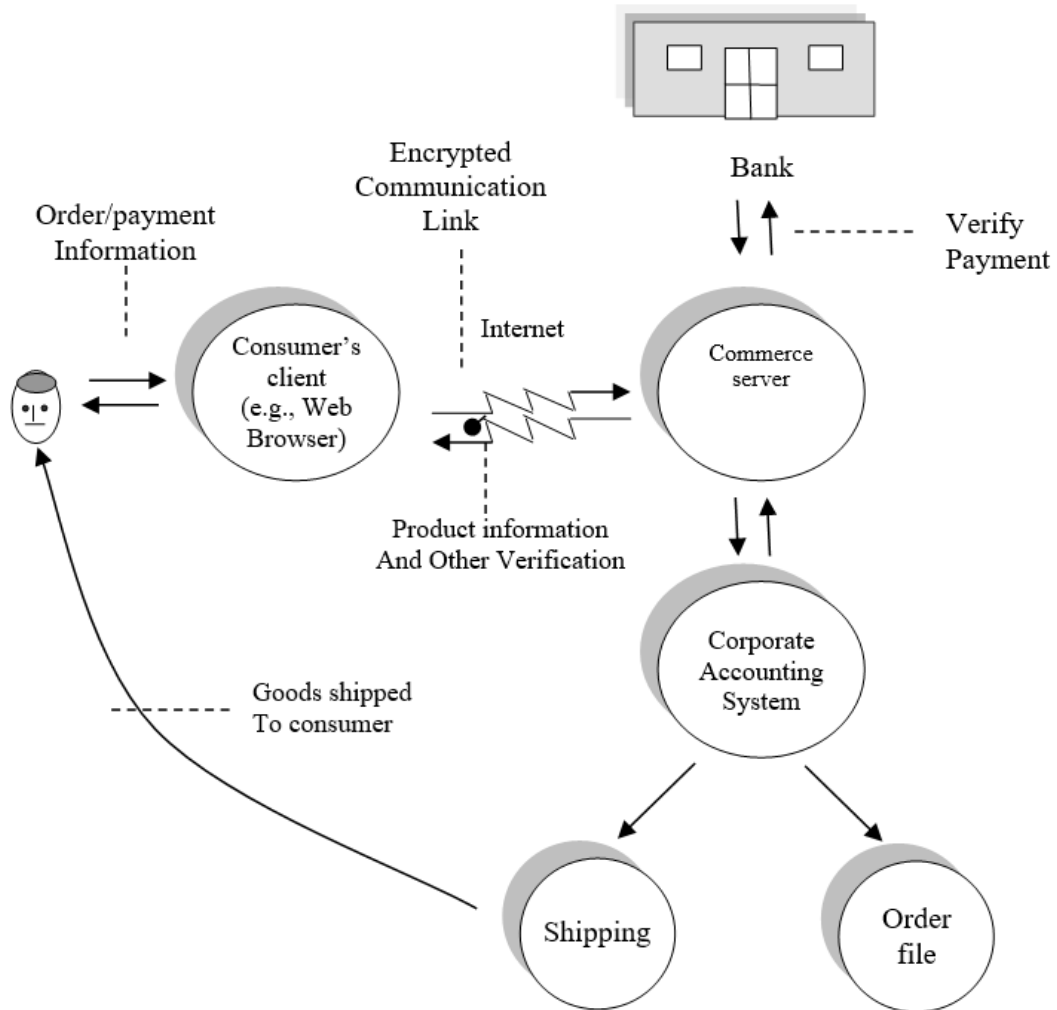 Bank
Encrypted
Communication
Link
Order/payment
Information
Verify
Payment
Internet
Consumer’s
client
(e.g., Web
Browser)
Commerce
server
Product information
And Other Verification
Corporate
Accounting
System
Goods shipped
To consumer
Shipping
Order
file